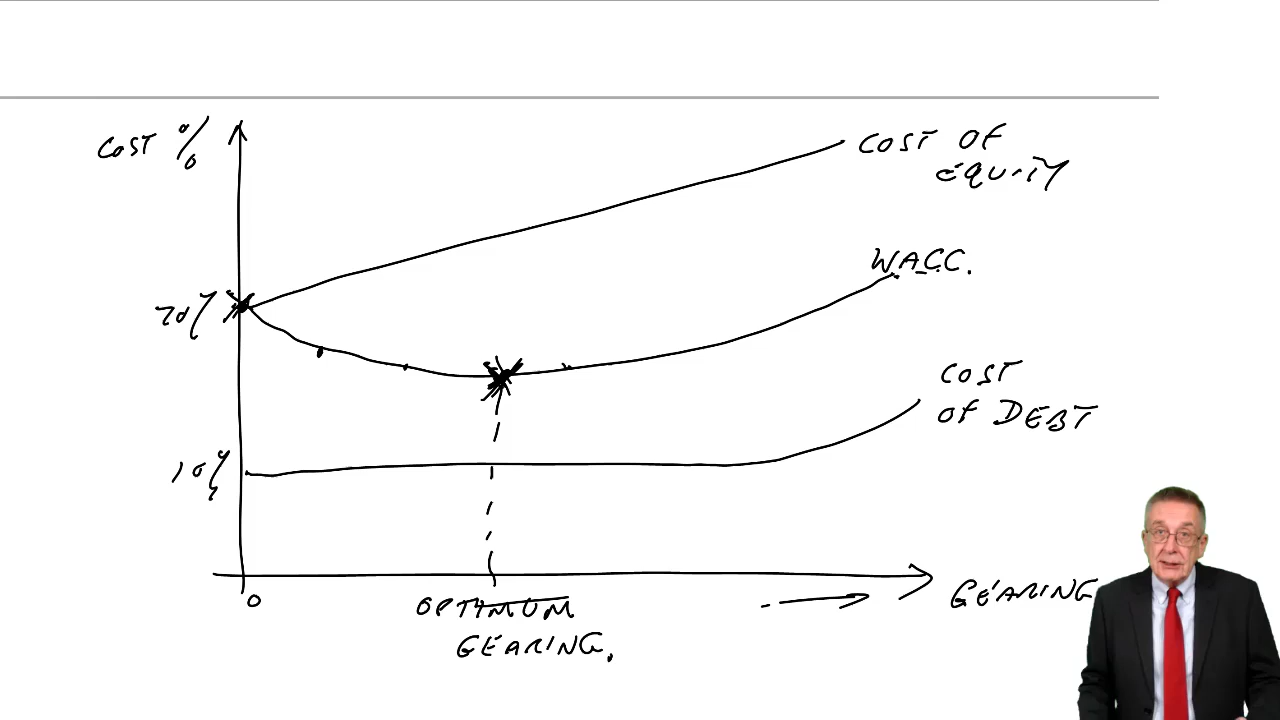 COST %
COST OF
EQUITY
W.A.C.C.
20%
COST
OF DEBT
10%
0
OPTIMUM
GEARING.
GEARING